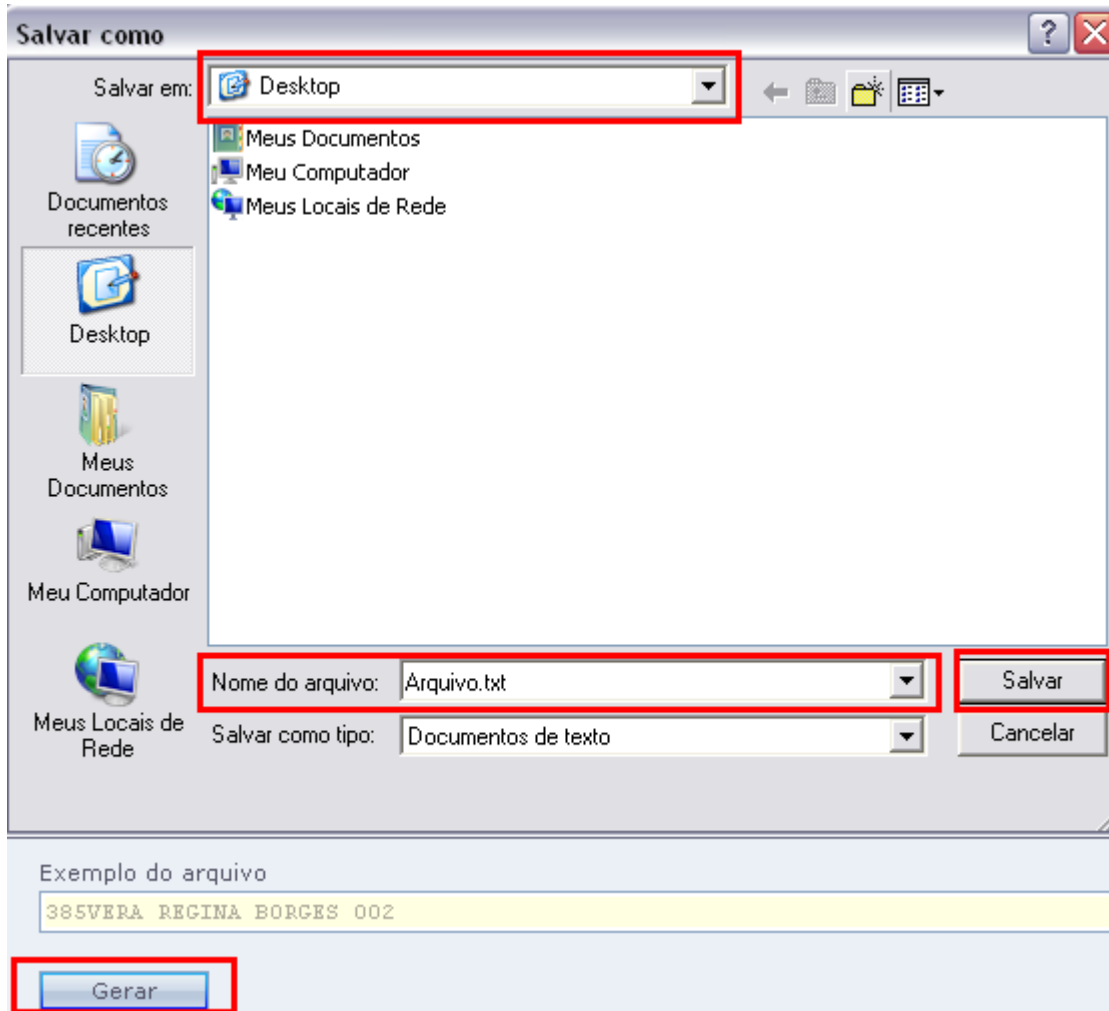 Salvar como
Salvar em:
Desktop
Documentos
recentes
Desktop
Meus
Documentos
Meu Computador
Meus Locais de
Rede
Meus Documentos
Meu Computador
Meus Locais de Rede
Nome do arquivo:
Arquivo.txt
Salvar
Salvar como tipo:
Documentos de texto
Cancelar
Exemplo do arquivo
385VERA REGINA BORGES 002
Gerar